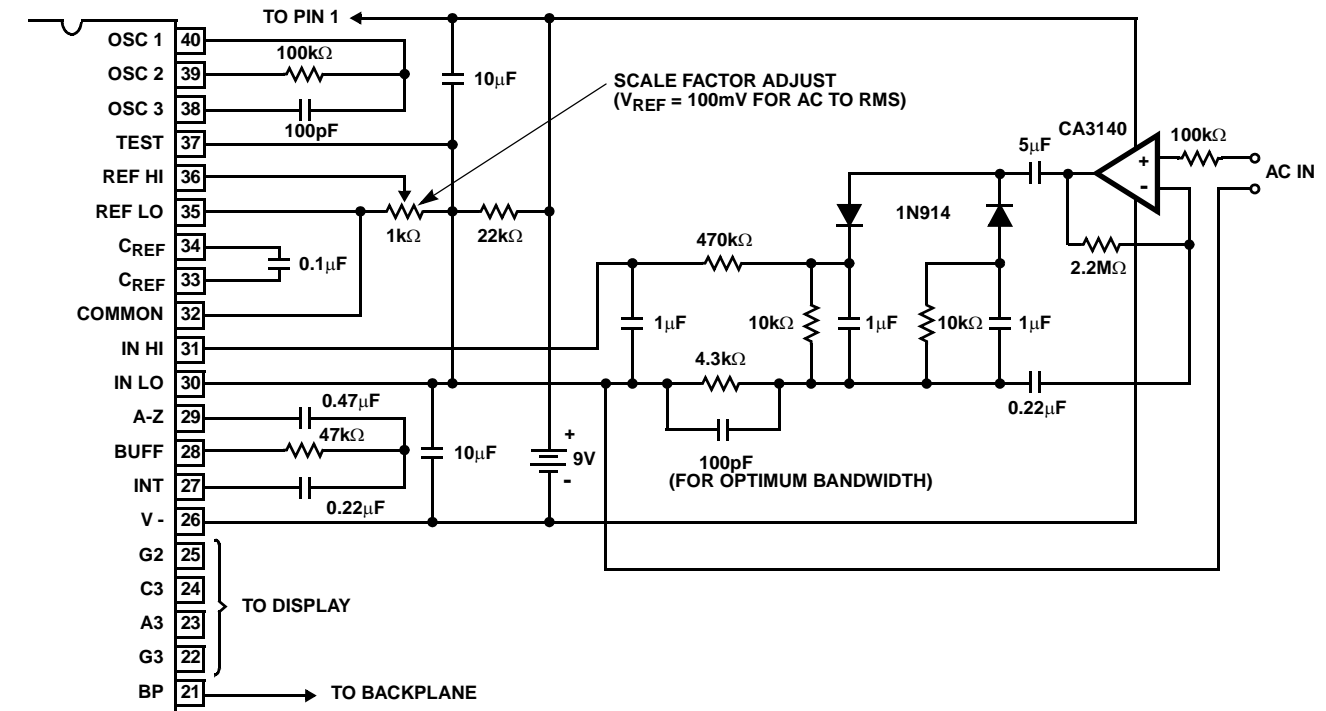 TO PIN 1
OSC 1 40
100kΩ
OSC 2 39
10µF
OSC 3 38
100pF
SCALE FACTOR ADJUST
(VREF = 100mV FOR AC TO RMS)
TEST 37
REF HI 36
REF LO 35
1kΩ
22kΩ
CREF 34
0.1µF
CREF 33
COMMON 32
IN HI 31
IN LO 30
A-Z 29
0.47µF
BUFF 28
47kΩ
INT 27
0.22µF
V - 26
10µF
+
9V
-
G2 25
C3 24
A3 23
G3 22
TO DISPLAY
BP 21
TO BACKPLANE
CA3140
100kΩ
+
-
AC IN
5µF
1N914
2.2MΩ
470kΩ
1µF
10kΩ
1µF
10kΩ
1µF
4.3kΩ
0.22µF
100pF
(FOR OPTIMUM BANDWIDTH)